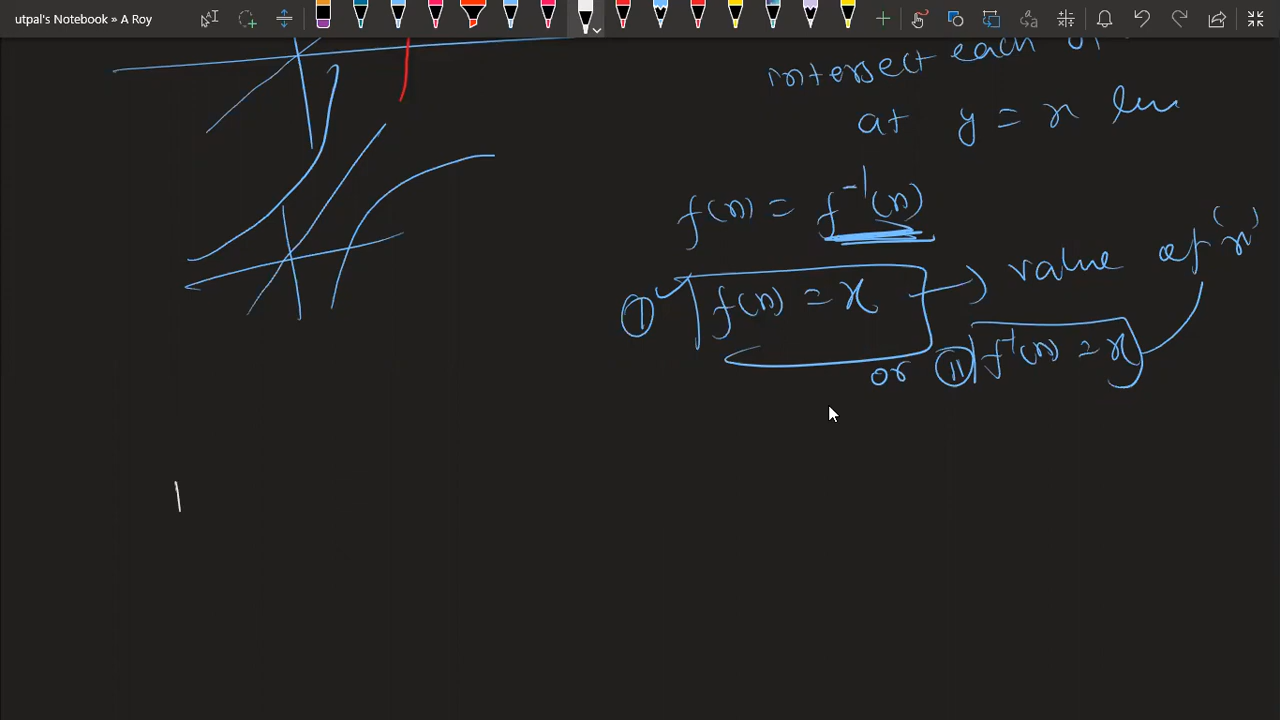 utpal's Notebook » A Roy
intersect each
at y = x line
f(x) = f⁻¹(x)
① f(x) = x → value of (x)
or ② f⁻¹(x) = x